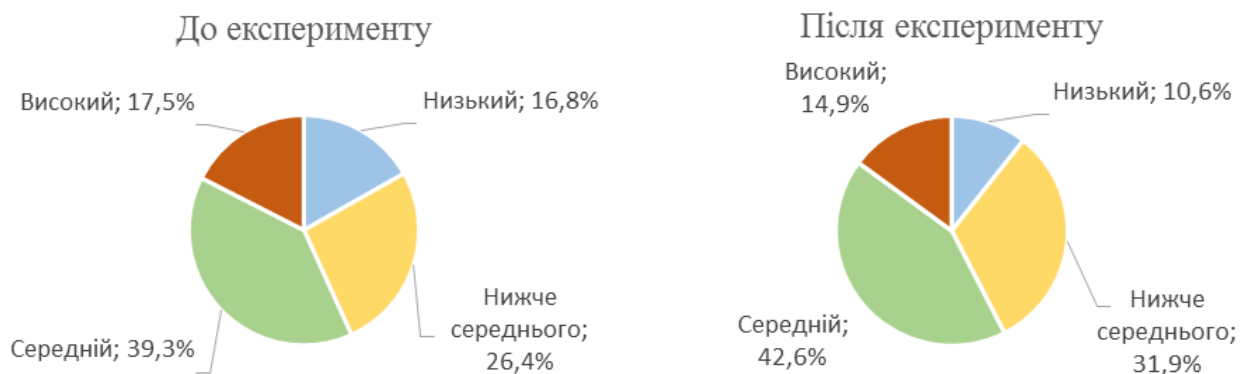 До експерименту
Високий; 17,5%
Низький; 16,8%
Нижче
середнього;
26,4%
Середній; 39,3%
Після експерименту
Високий;
14,9%
Низький; 10,6%
Нижче
середнього;
31,9%
Середній;
42,6%